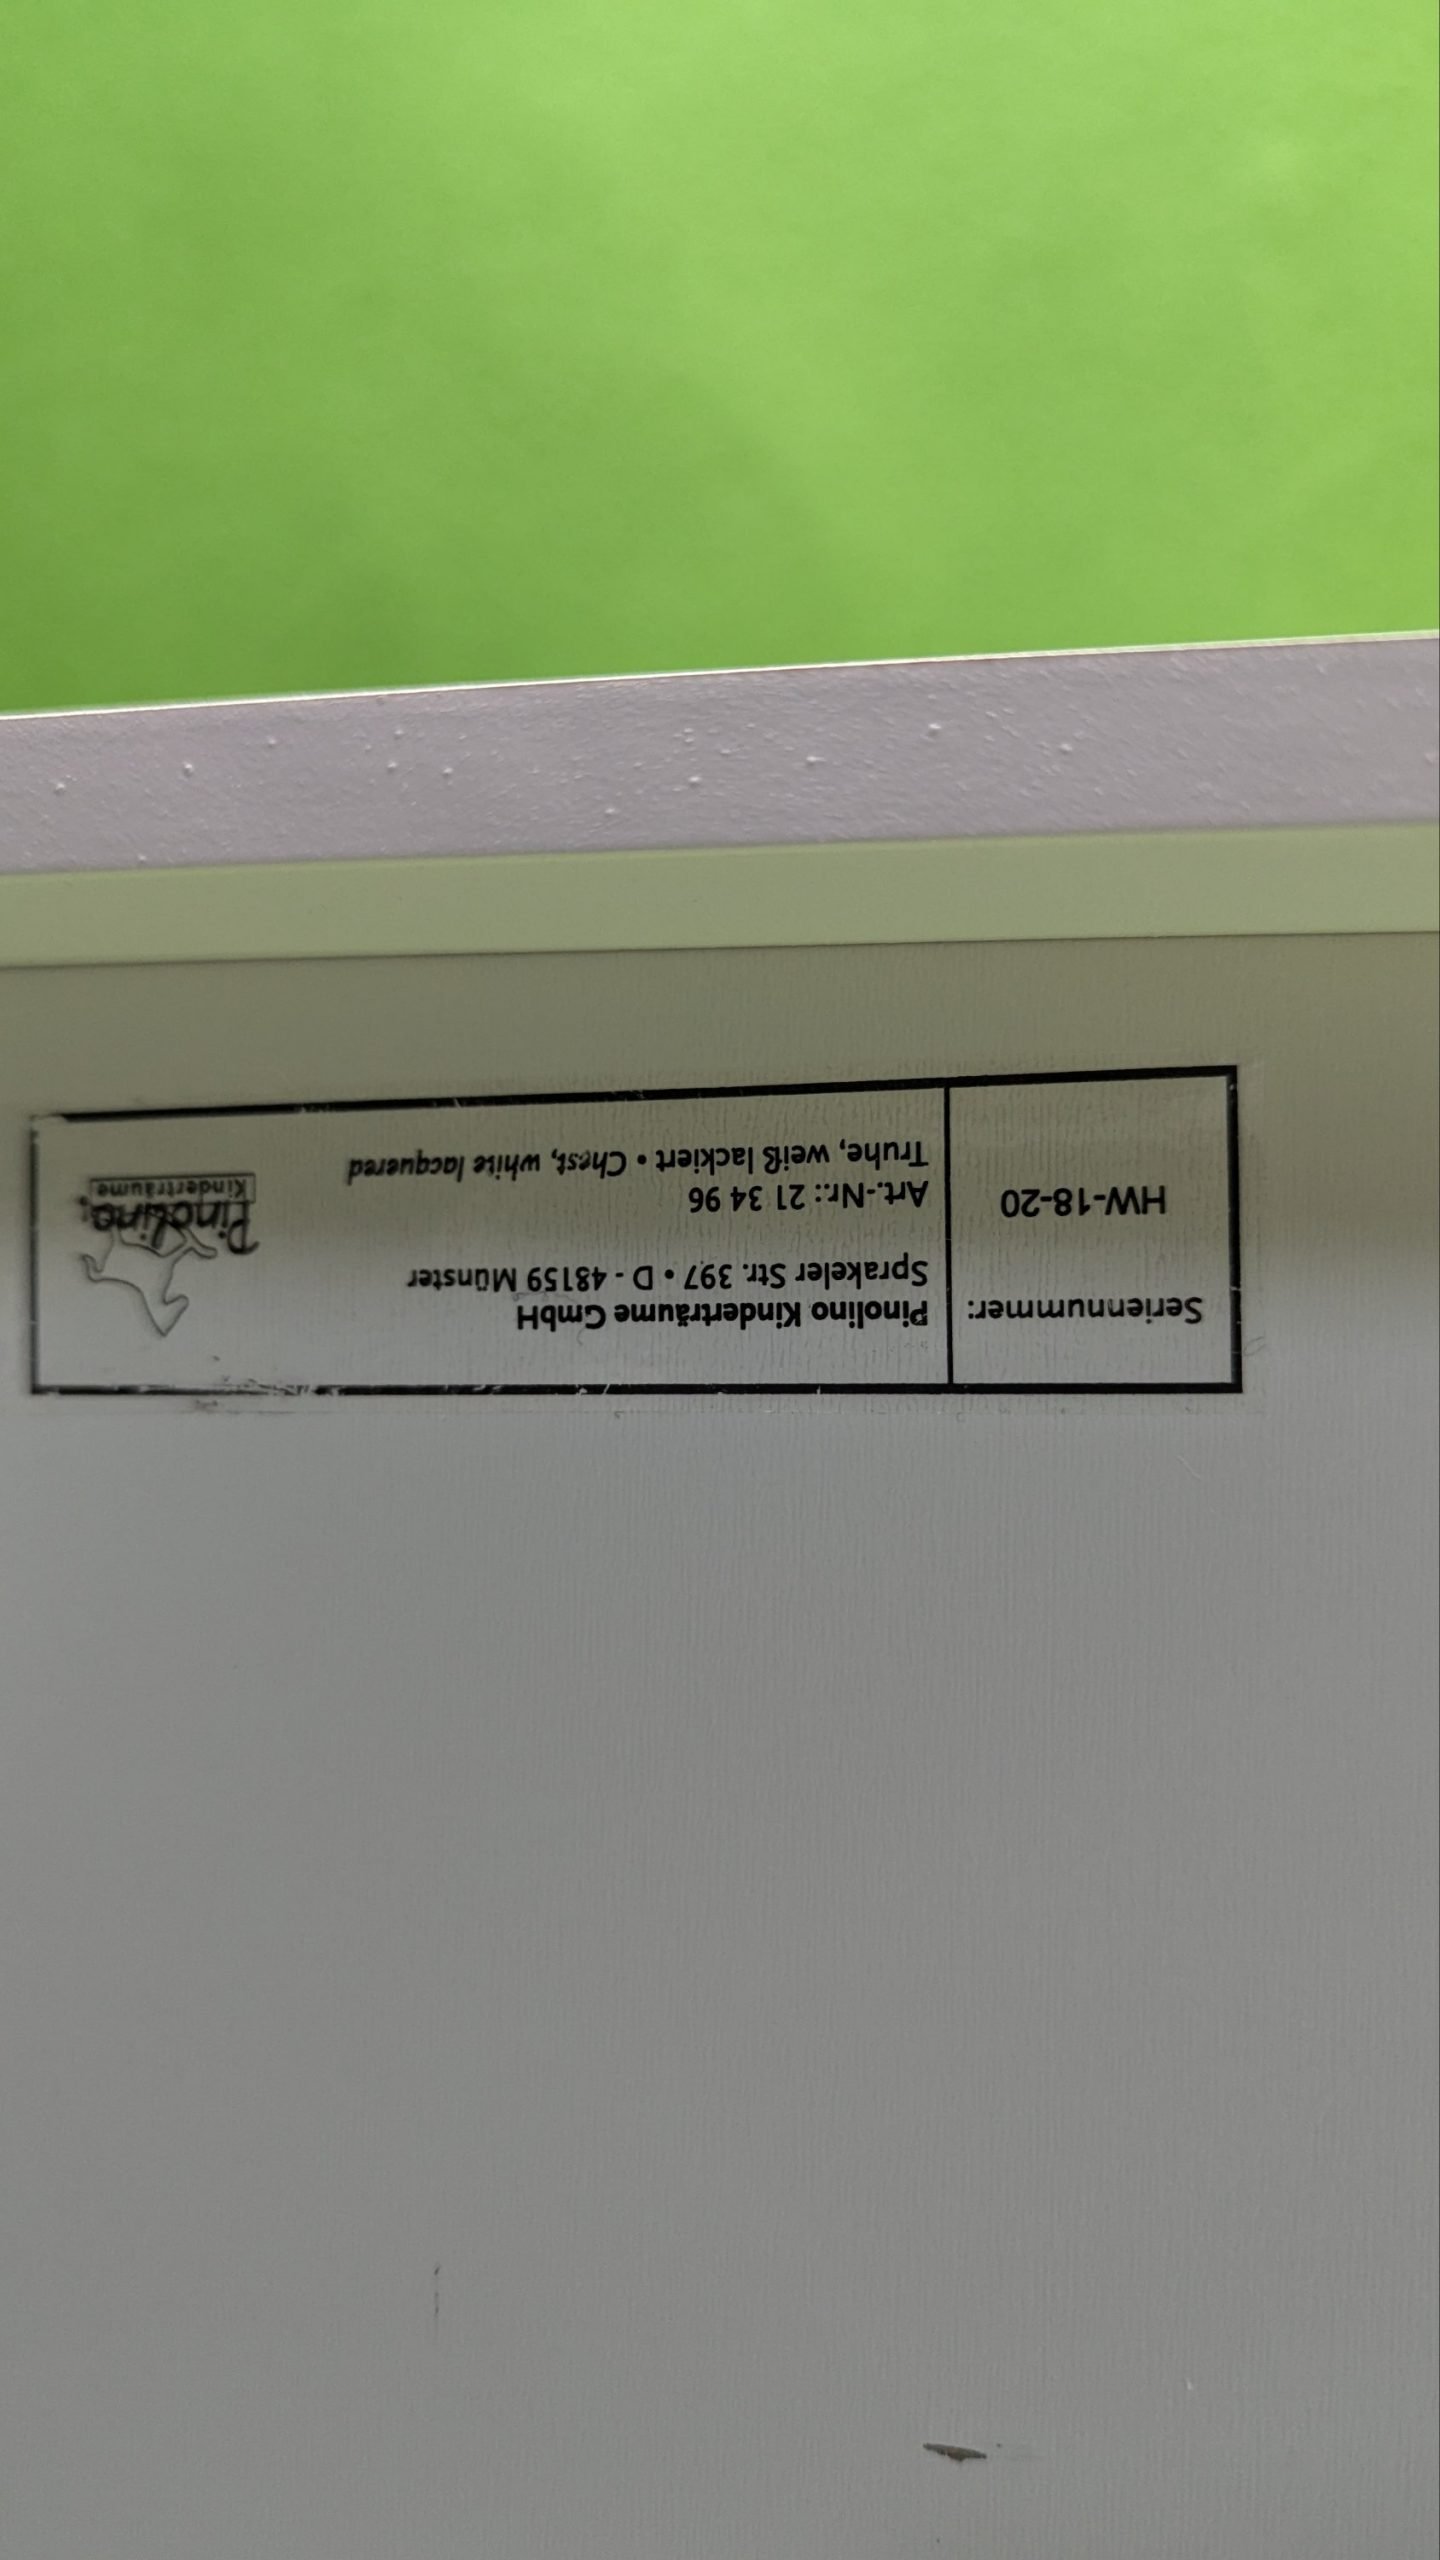 Seriennummer:
HW-18-20
Pinolino Kinderträume GmbH
Sprakeler Str. 397 • D - 48159 Münster
Art.-Nr.: 21 34 96
Truhe, weiß lackiert • Chest, white lacquered
Pinolino
Kinderträume